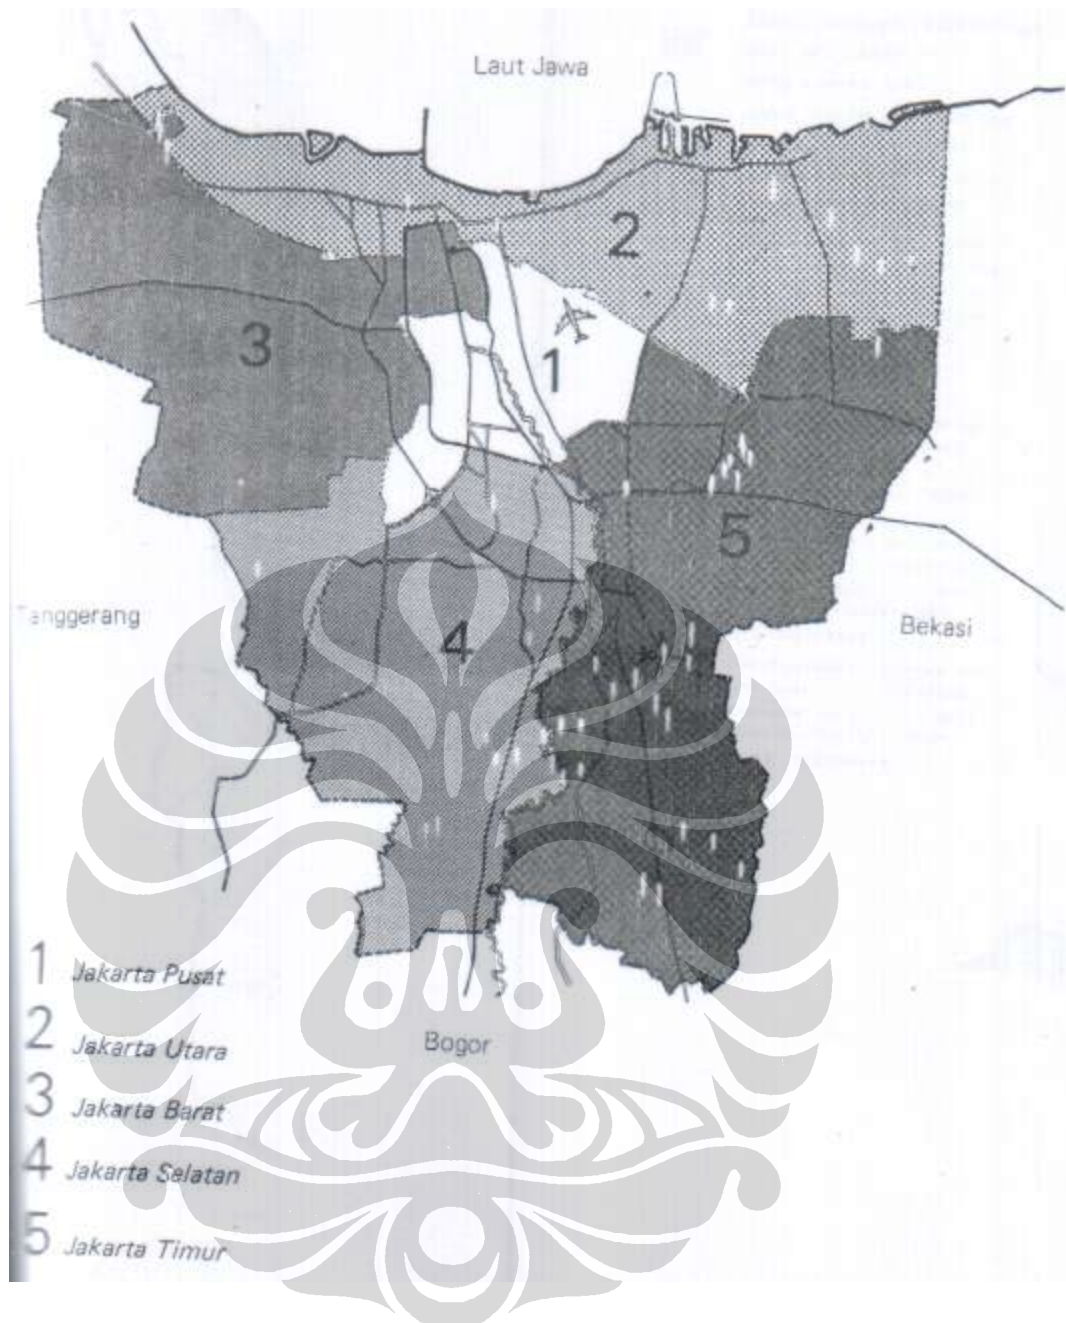 Laut Jawa
2
1
3
5
Tanggerang
Bekasi
4
1 Jakarta Pusat
Bogor
2 Jakarta Utara
3 Jakarta Barat
4 Jakarta Selatan
5 Jakarta Timur